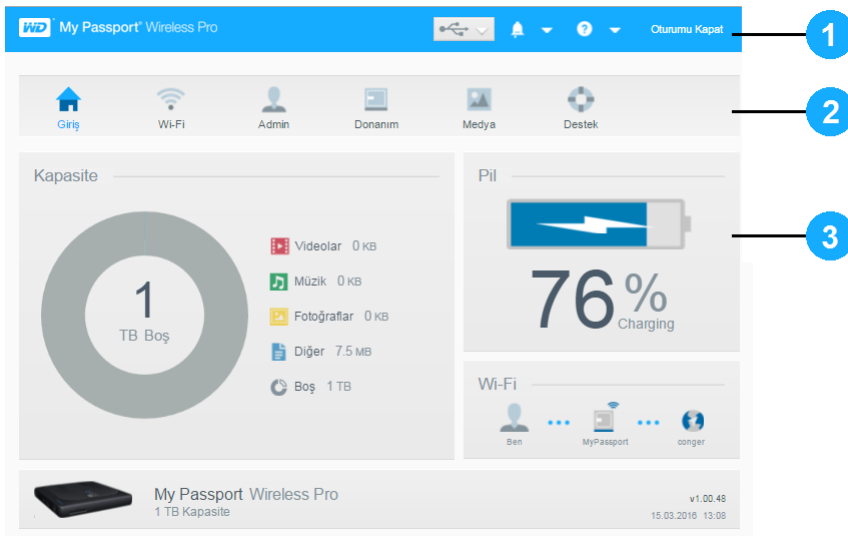 WD My Passport® Wireless Pro
Oturumu Kapat
1
Giriş Wi-Fi Admin Donanım Medya Destek
2
Kapasite
1
TB Boş
Videolar 0 KB
Müzik 0 KB
Fotoğraflar 0 KB
Diğer 7.5 MB
Boş 1 TB
Pil
76 %
Charging
3
Wi-Fi
Ben MyPassport conger
My Passport Wireless Pro
1 TB Kapasite
v1.00.48
15.03.2016 13:08